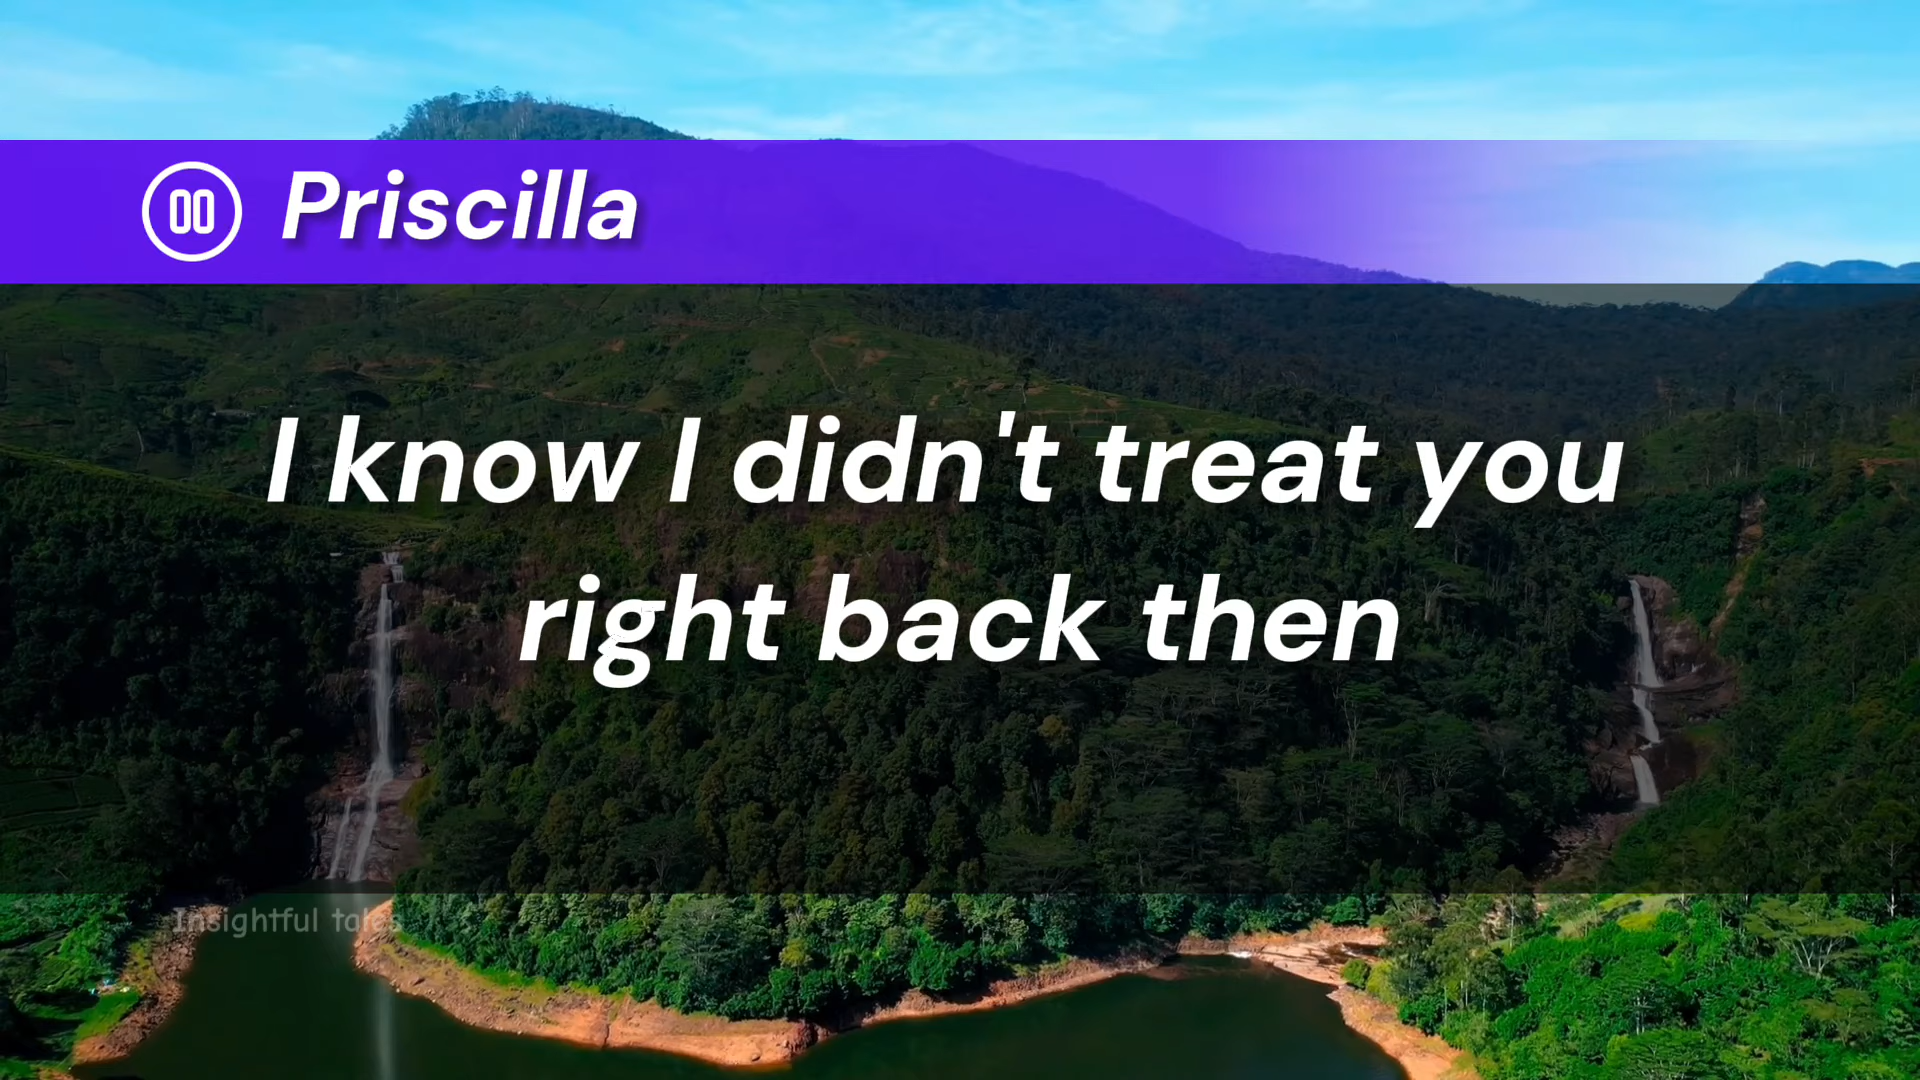 Priscilla
I know I didn't treat you
right back then
Insightful tales